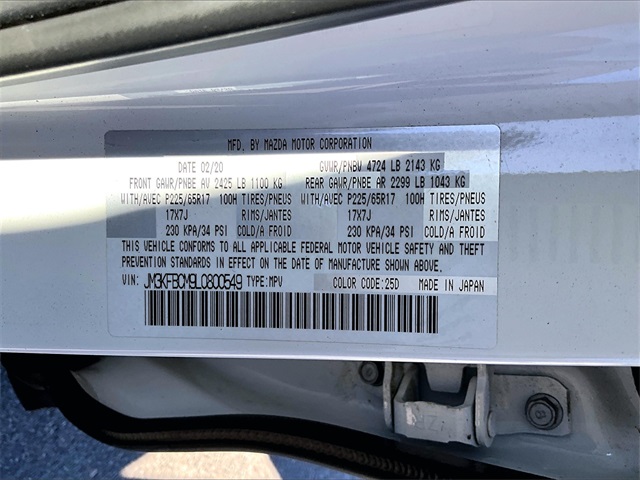 MFD. BY MAZDA MOTOR CORPORATION
DATE 02/20 GVWR/PNBV 4724 LB 2143 KG
FRONT GAWR/PNBE AV 2425 LB 1100 KG REAR GAWR/PNBE AR 2299 LB 1043 KG
WITH/AVEC P225/65R17 100H TIRES/PNEUS WITH/AVEC P225/65R17 100H TIRES/PNEUS
17X7J RIMS/JANTES 17X7J RIMS/JANTES
230 KPA/34 PSI COLD/A FROID 230 KPA/34 PSI COLD/A FROID
THIS VEHICLE CONFORMS TO ALL APPLICABLE FEDERAL MOTOR VEHICLE SAFETY AND THEFT
PREVENTION STANDARDS IN EFFECT ON THE DATE OF MANUFACTURE SHOWN ABOVE.
VIN: JM3KFBCM9L0800549 TYPE:MPV COLOR CODE:25D MADE IN JAPAN